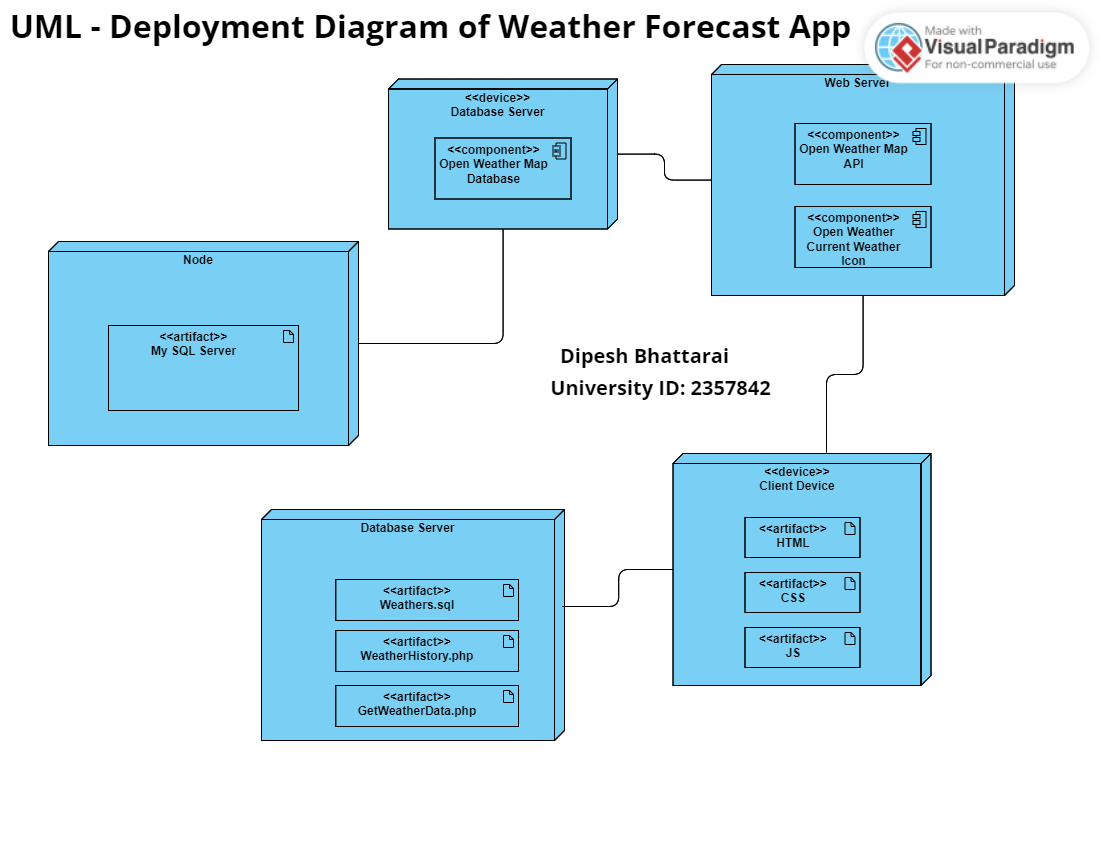 UML - Deployment Diagram of Weather Forecast App
Made with
Visual Paradigm
For non-commercial use
<<device>>
Database Server
<<component>>
Open Weather Map
Database
Web Server
<<component>>
Open Weather Map
API
<<component>>
Open Weather
Current Weather
Icon
Node
<<artifact>>
My SQL Server
Dipesh Bhattarai
University ID: 2357842
<<device>>
Client Device
<<artifact>>
HTML
<<artifact>>
CSS
<<artifact>>
JS
Database Server
<<artifact>>
Weathers.sql
<<artifact>>
WeatherHistory.php
<<artifact>>
GetWeatherData.php